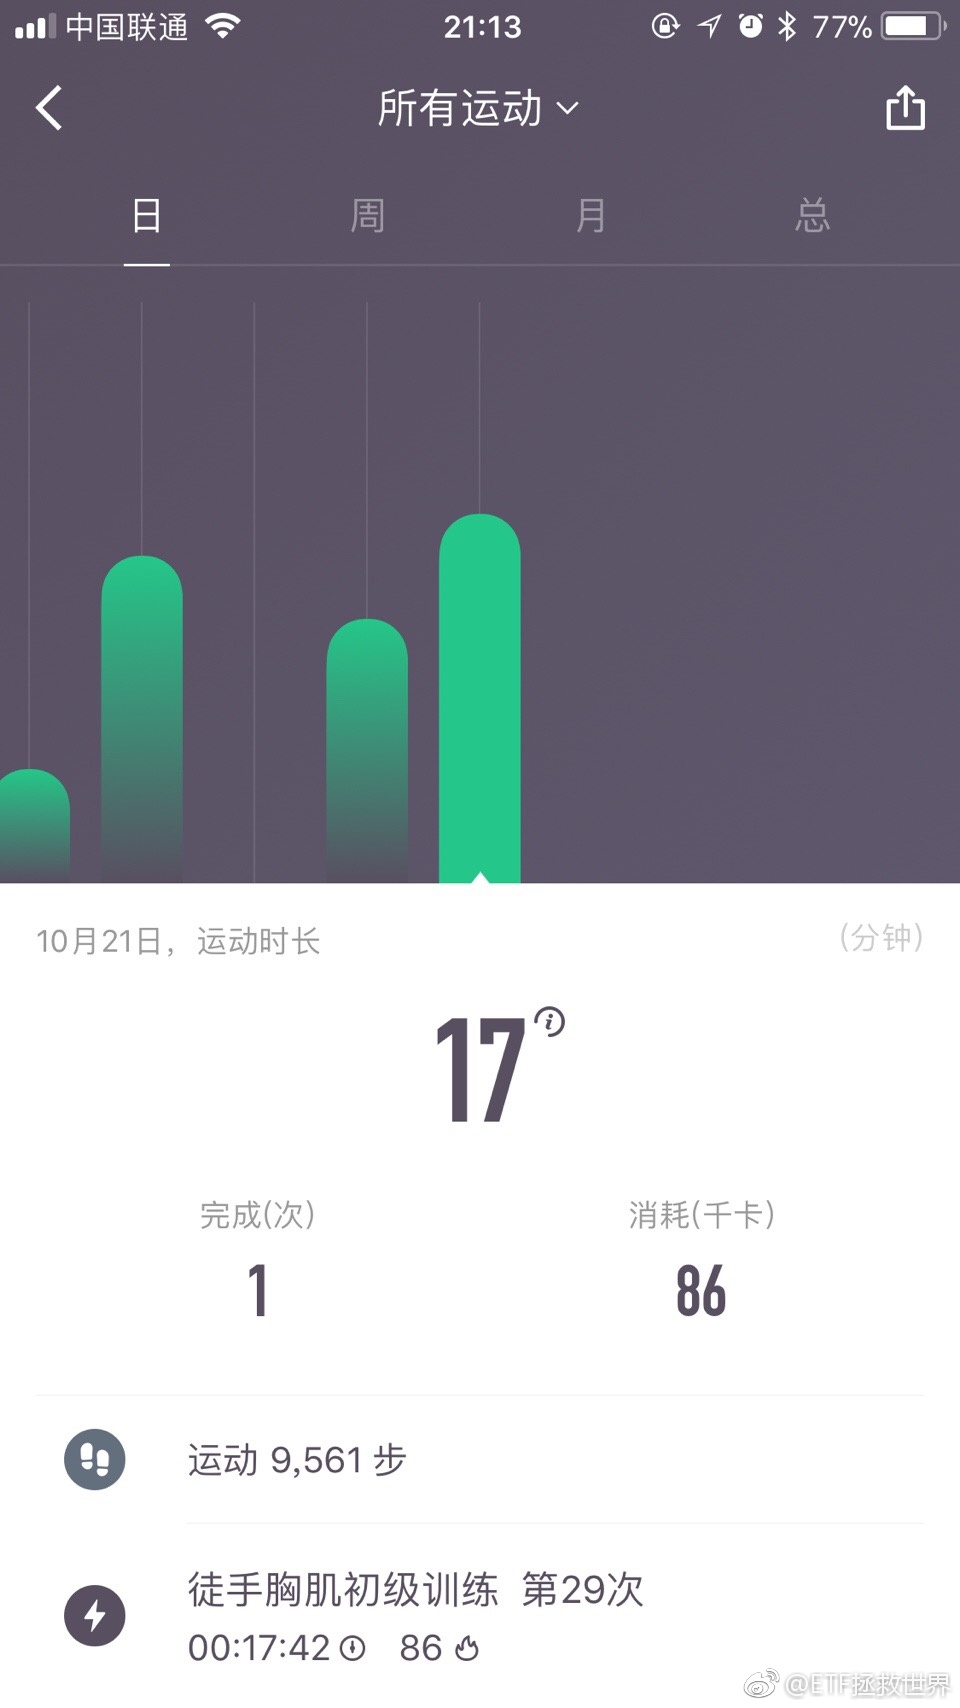 中国联通 21:13 77%
所有运动
日 周 月 总
10月21日，运动时长 (分钟)
17
完成(次) 消耗(千卡)
1 86
运动 9,561 步
徒手胸肌初级训练 第29次
00:17:42 86
@ETF拯救世界